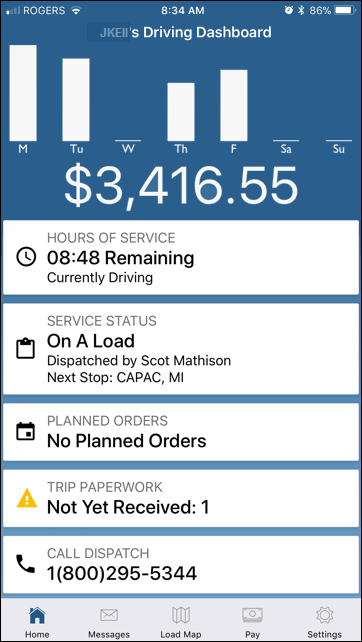 ROGERS 8:34 AM 86%
's Driving Dashboard
M Tu W Th F Sa Su
$3,416.55
HOURS OF SERVICE
08:48 Remaining
Currently Driving
SERVICE STATUS
On A Load
Dispatched by Scot Mathison
Next Stop: CAPAC, MI
PLANNED ORDERS
No Planned Orders
TRIP PAPERWORK
Not Yet Received: 1
CALL DISPATCH
1(800)295-5344
Home Messages Load Map Pay Settings